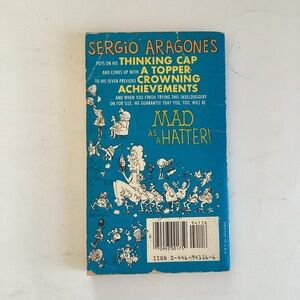 SERGIO ARAGONES
PUTS ON HIS THINKING CAP
AND COMES UP WITH A TOPPER
TO HIS SEVEN PREVIOUS CROWNING
ACHIEVEMENTS
AND WHEN YOU FINISH TRYING THIS SKULLDUGGERY
ON FOR SIZE, WE GUARANTEE THAT YOU, TOO, WILL BE
MAD
AS A
HATTER!
94116
ISBN 0-446-94116-6